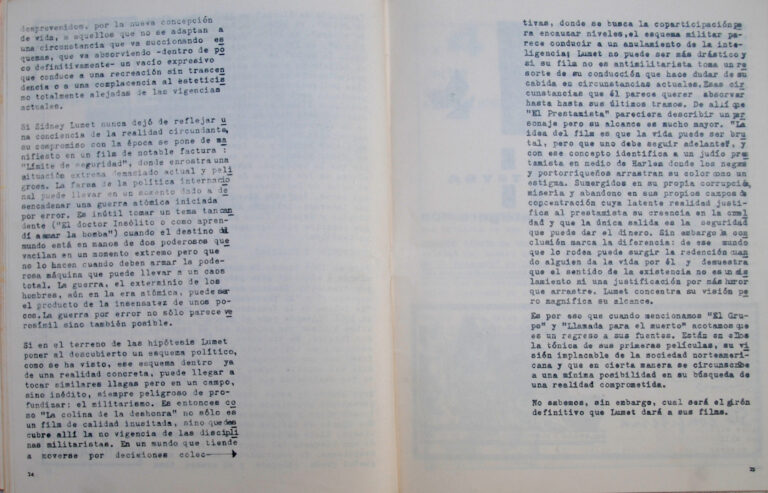 desprevenidos, por la nueva concepción
de vida, a aquellos que no se adaptan a
una circunstancia que va succionando es
quemas, que va absorviendo -dentro de po
co definitivamente- un vacío expresivo
que conduce a una recreación sin trascen
dencia o a una complacencia al esteticis
mo totalmente alejadas de las vigencias
actuales.
Si Sidney Lumet nunca dejó de reflejar u
na conciencia de la realidad circundante,
su compromiso con la época se pone de ma
nifiesto en un film de notable factura :
"Límite de seguridad", donde enrostra una
situación extrema demasiado actual y peli
grosa. La farsa de la política internacio
nal puede llevar en un momento dado a de
sencadenar una guerra atómica iniciada
por error. Es inútil tomar un tema tangen
dente ("El doctor Insólito o como apren-
dí a amar la bomba") cuando el destino del
mundo está en manos de dos poderosos que
vacilan en un momento extremo pero que
no lo hacen cuando deben armar la pode-
rosa máquina que puede llevar a un caos
total. La guerra, el exterminio de los
hombres, aún en la era atómica, puede ser
el producto de la insensatez de unos po-
cos. La guerra por error no sólo parece ve
rosímil sino también posible.
Si en el terreno de las hipótesis Lumet
poner al descubierto un esqueza político,
como se ha visto, ese esquema dentro ya
de una realidad concreta, puede llegar a
tocar similares llagas pero en un campo,
sino inédito, siempre peligroso de pro-
fundizar: el militarismo. Es entonces co
mo "La colina de la deshonra" no sólo es
un film de calidad inusitada, sino que des
cubre allí la no vigencia de las discipli
nas militaristas. En un mundo que tiende
a moverse por decisiones colec-
14
tivas, donde se busca la coparticipación pa
ra encauzar niveles, el esquema militar pa-
rece conducir a un anulamiento de la inte-
ligencia; Lumet no puede ser más drástico y
si su film no es antimilitarista toma un re
sorte de su conducción que hace dudar de su
cabida en circunstancias actuales. Esas cir
cunstancias que él parece querer observar
hasta hasta sus últimos tramos. De allí que
"El Prestamista" pareciera describir un per
sonaje pero su alcance es mucho mayor. "La
idea del film es que la vida puede ser bru
tal, pero que uno debe seguir adelante", y
con ese concepto identifica a un judío pres
tamista en medio de Harlem donde los negros
y portorriqueños arrastran su color como un
estigma. Sumergidos en su propia corrupción,
miseria y abandono en sus propios campos de
concentración cuya latente realidad justi-
fica al prestamista su creencia en la cruel
dad y que la única salida es la seguridad
que puede dar el dinero. Sin embargo la con
clusión marca la diferencia: de ese mundo
que lo rodea puede surgir la redención cuan
do alguien da la vida por él y demuestra
que el sentido de la existencia no es un ais
lamiento ni una justificación por más horror
que arrastre. Lumet concentra su visión pe
ro magnifica su alcance.
Es por eso que cuando mencionamos "El Gru-
po" y "Llamada para el muerto" acotamos que
es un regreso a sus fuentes. Están en ellos
la tónica de sus primeras películas, su vi
sión implacable de la sociedad norteameri-
cana y que en cierta manera se circunscribe
a una mínima posibilidad en su búsqueda de
una realidad comprometida.
No sabemos, sin embargo, cual será el girón
definitivo que Lumet dará a sus films.